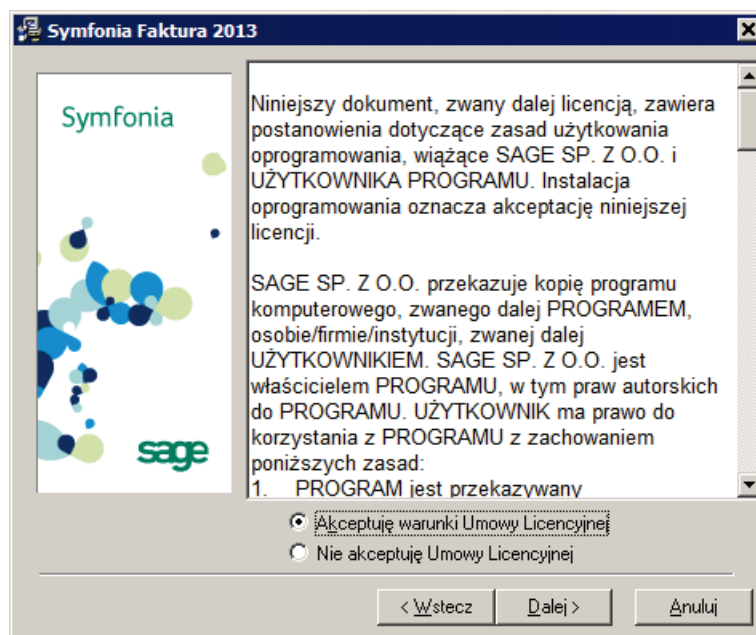 Symfonia Faktura 2013
Symfonia
sage
Niniejszy dokument, zwany dalej licencją, zawiera
postanowienia dotyczące zasad użytkowania
oprogramowania, wiążące SAGE SP. Z O.O. i
UŻYTKOWNIKA PROGRAMU. Instalacja
oprogramowania oznacza akceptację niniejszej
licencji.
SAGE SP. Z O.O. przekazuje kopię programu
komputerowego, zwanego dalej PROGRAMEM,
osobie/firmie/instytucji, zwanej dalej
UŻYTKOWNIKIEM. SAGE SP. Z O.O. jest
właścicielem PROGRAMU, w tym praw autorskich
do PROGRAMU. UŻYTKOWNIK ma prawo do
korzystania z PROGRAMU z zachowaniem
poniższych zasad:
1. PROGRAM jest przekazywany
Akceptuję warunki Umowy Licencyjnej
Nie akceptuję Umowy Licencyjnej
< Wstecz
Dalej >
Anuluj